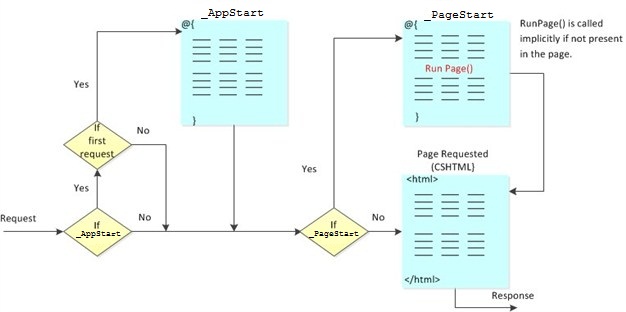 _AppStart
@{
}
_PageStart
@{
Run Page()
}
RunPage() is called
implicitly if not present
in the page.
Yes
If
first
request
No
Yes
Request
If
_AppStart
No
Yes
If
_PageStart
No
Page Requested
(CSHTML)
<html>
</html>
Response